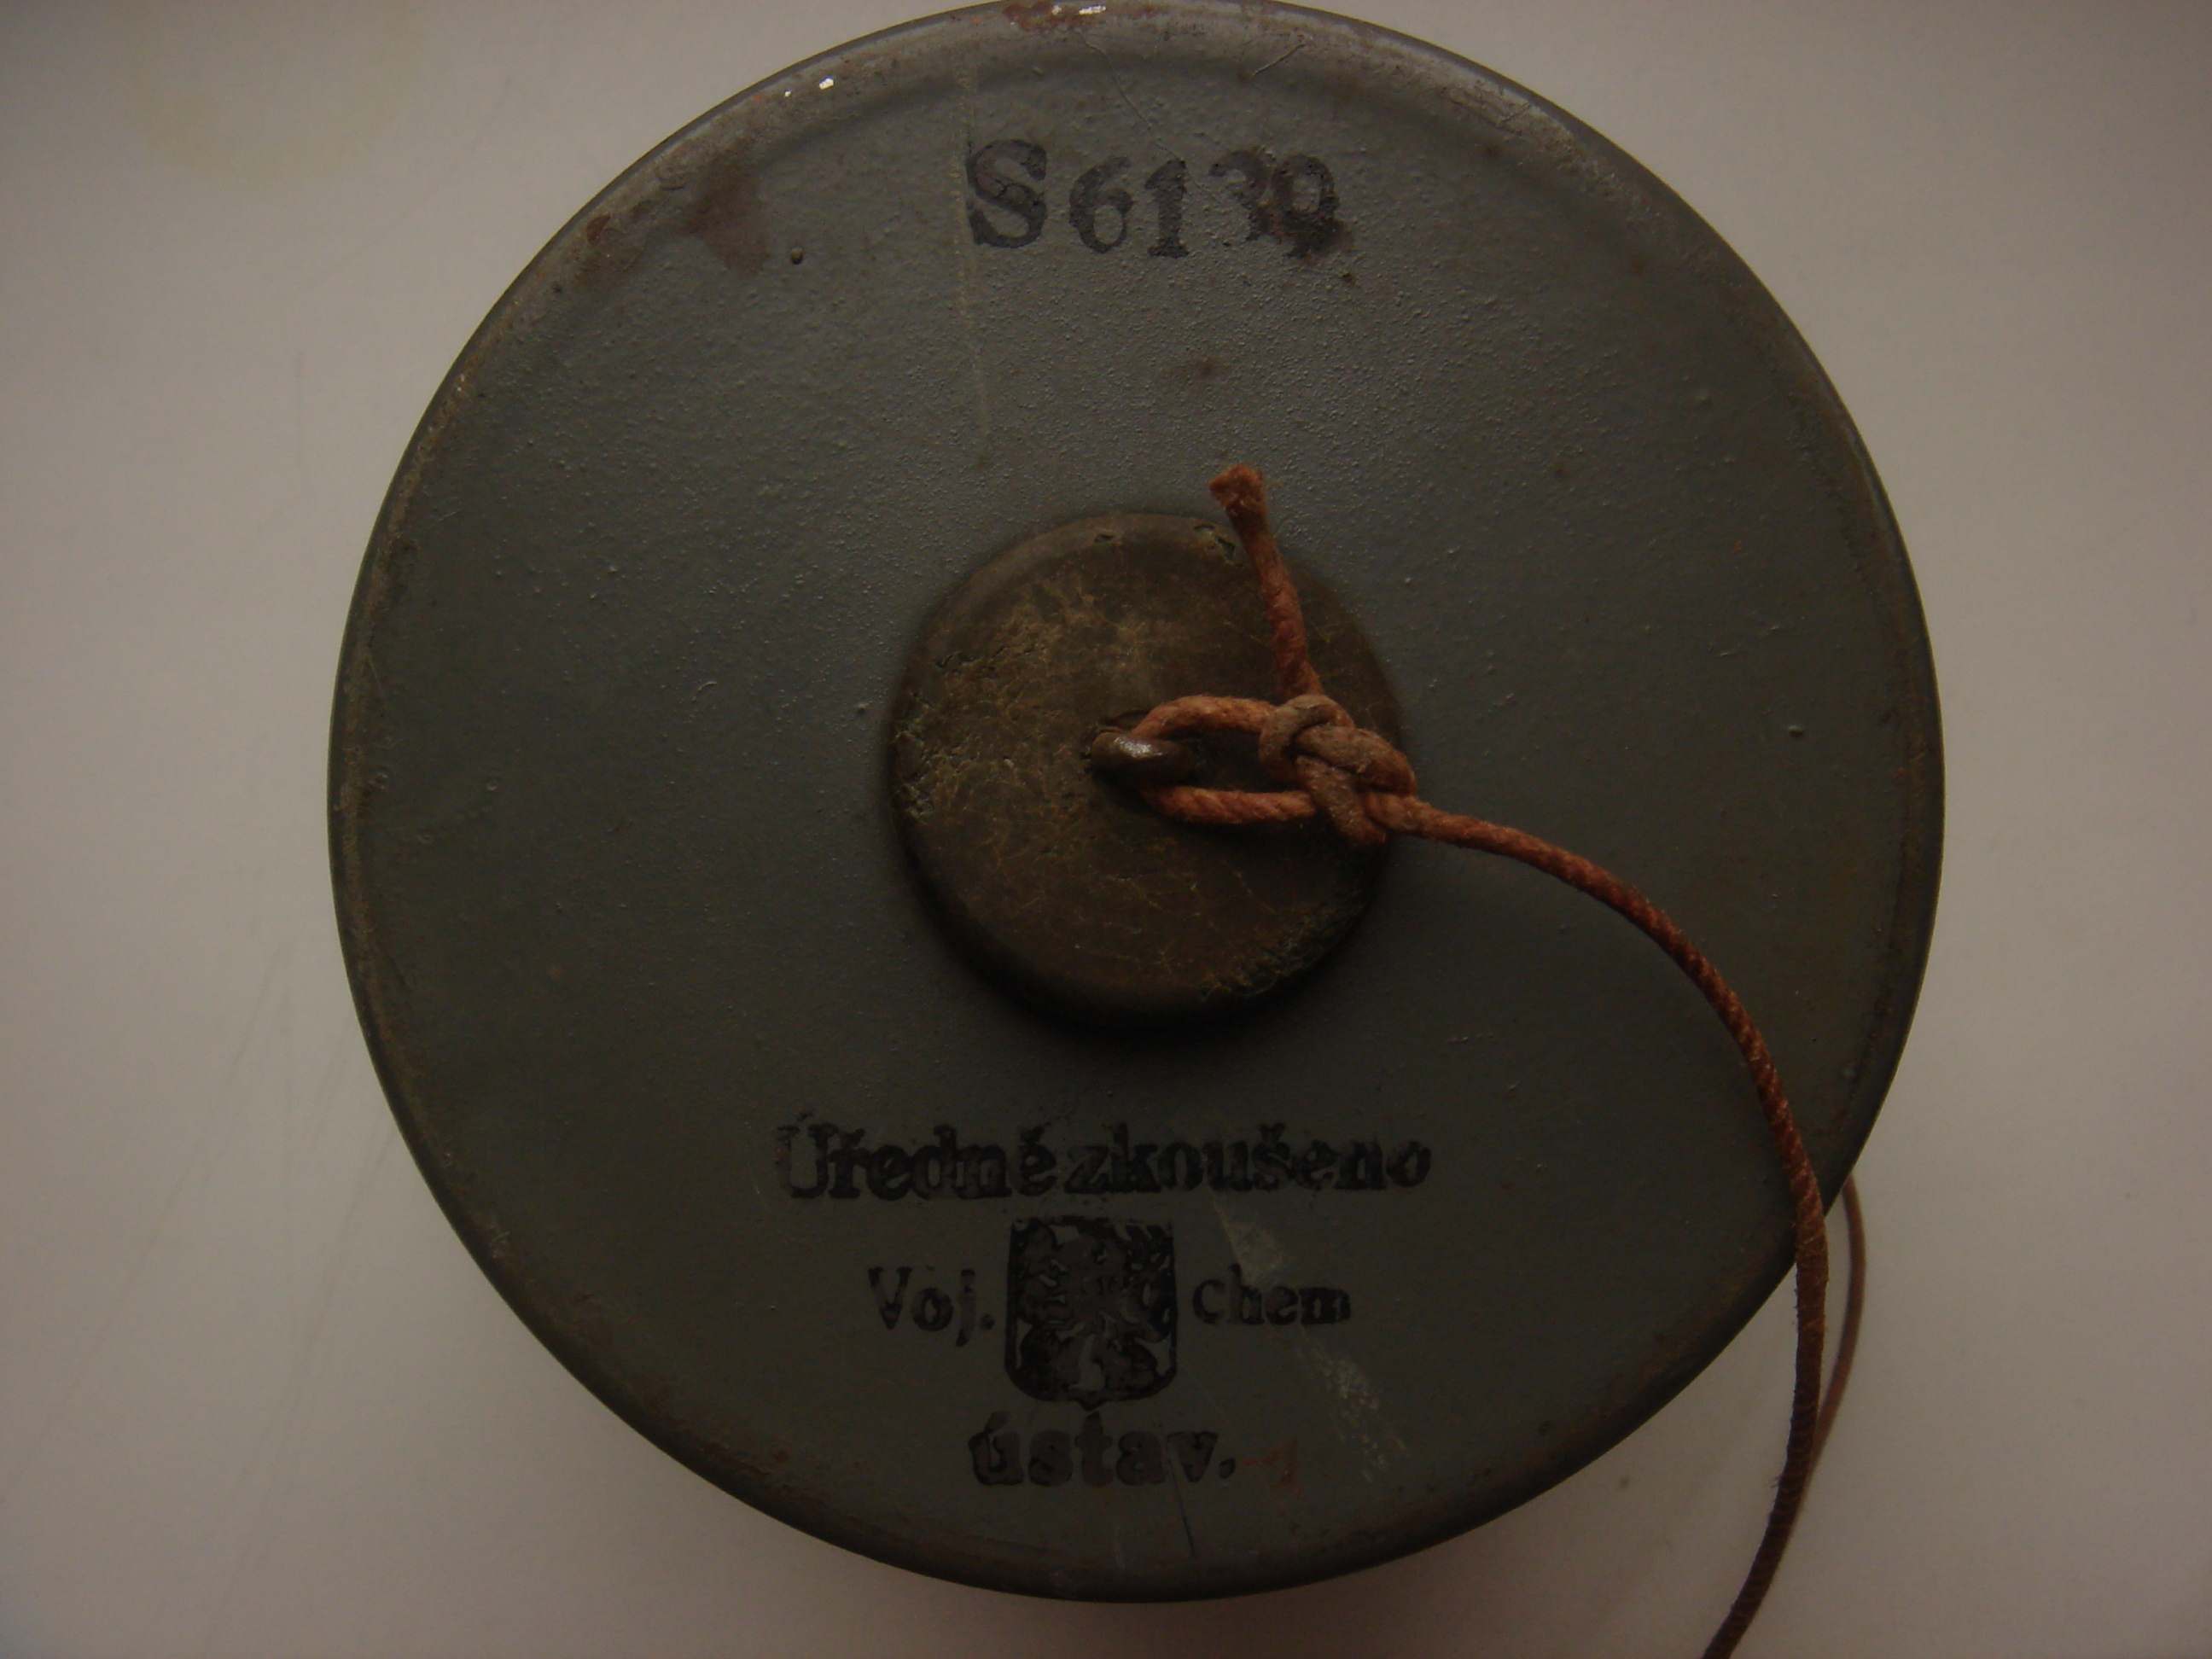 S6139
Úředně zkoušeno
Voj. chem
ústav.